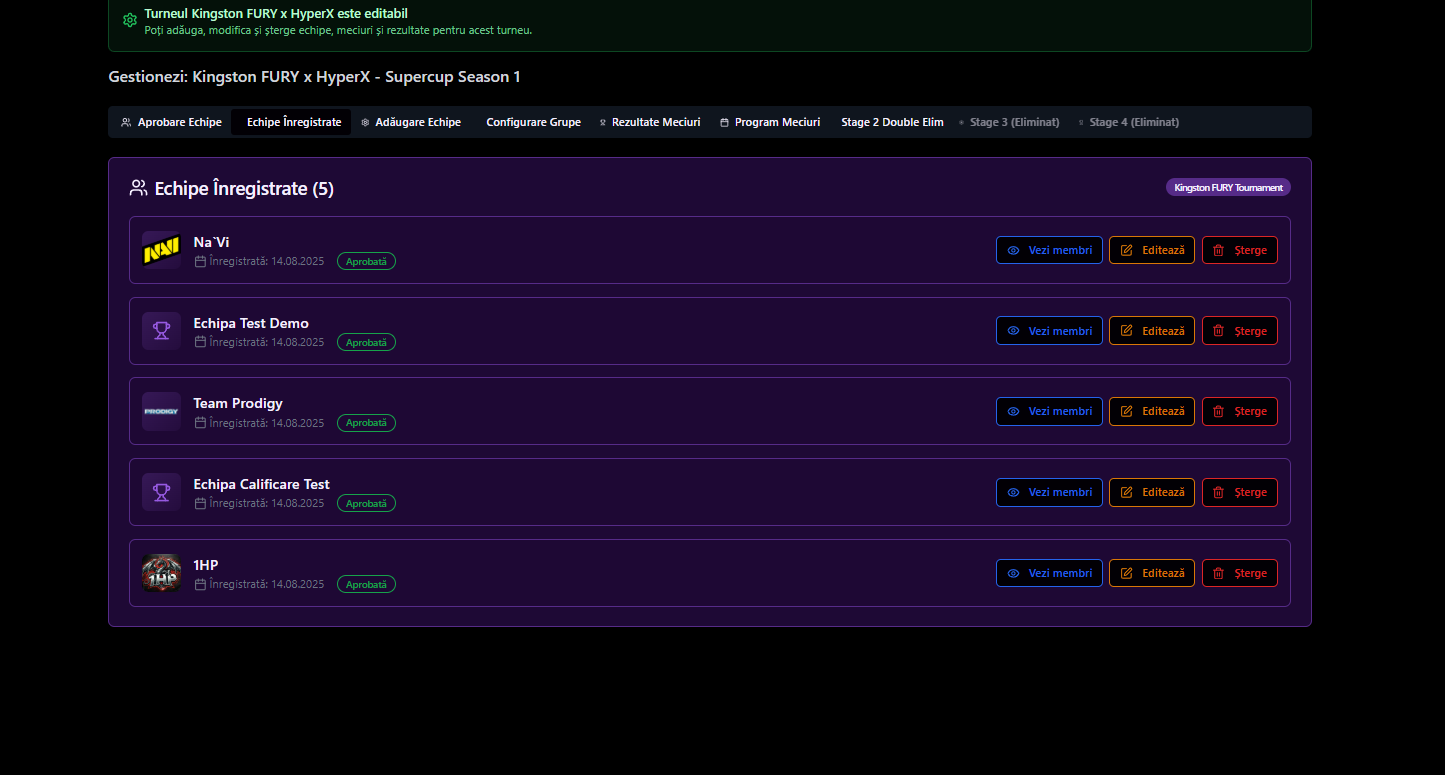 Turneul Kingston FURY x HyperX este editabil
Poți adăuga, modifica și șterge echipe, meciuri și rezultate pentru acest turneu.
Gestionezi: Kingston FURY x HyperX - Supercup Season 1
Aprobare Echipe Echipe Înregistrate Adăugare Echipe Configurare Grupe Rezultate Meciuri Program Meciuri Stage 2 Double Elim Stage 3 (Eliminat) Stage 4 (Eliminat)
Echipe Înregistrate (5) Kingston FURY Tournament
NAVI
Na`Vi
Înregistrată: 14.08.2025 Aprobată
Vezi membri Editează Șterge
Echipa Test Demo
Înregistrată: 14.08.2025 Aprobată
Vezi membri Editează Șterge
PRODIGY
Team Prodigy
Înregistrată: 14.08.2025 Aprobată
Vezi membri Editează Șterge
Echipa Calificare Test
Înregistrată: 14.08.2025 Aprobată
Vezi membri Editează Șterge
1HP
1HP
Înregistrată: 14.08.2025 Aprobată
Vezi membri Editează Șterge